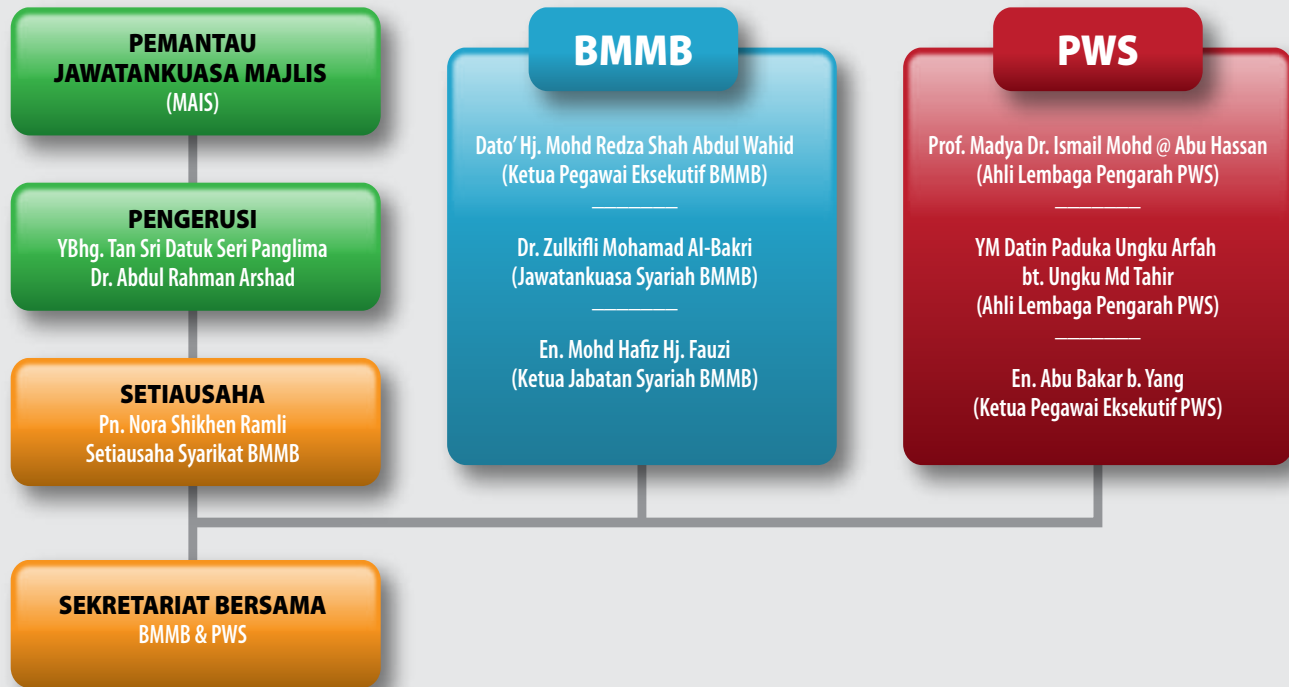 PEMANTAU
JAWATANKUASA MAJLIS
(MAIS)
PENGERUSI
YBhg. Tan Sri Datuk Seri Panglima
Dr. Abdul Rahman Arshad
SETIAUSAHA
Pn. Nora Shikhen Ramli
Setiausaha Syarikat BMMB
SEKRETARIAT BERSAMA
BMMB & PWS
BMMB
Dato’ Hj. Mohd Redza Shah Abdul Wahid
(Ketua Pegawai Eksekutif BMMB)
Dr. Zulkifli Mohamad Al-Bakri
(Jawatankuasa Syariah BMMB)
En. Mohd Hafiz Hj. Fauzi
(Ketua Jabatan Syariah BMMB)
PWS
Prof. Madya Dr. Ismail Mohd @ Abu Hassan
(Ahli Lembaga Pengarah PWS)
YM Datin Paduka Ungku Arfah
bt. Ungku Md Tahir
(Ahli Lembaga Pengarah PWS)
En. Abu Bakar b. Yang
(Ketua Pegawai Eksekutif PWS)